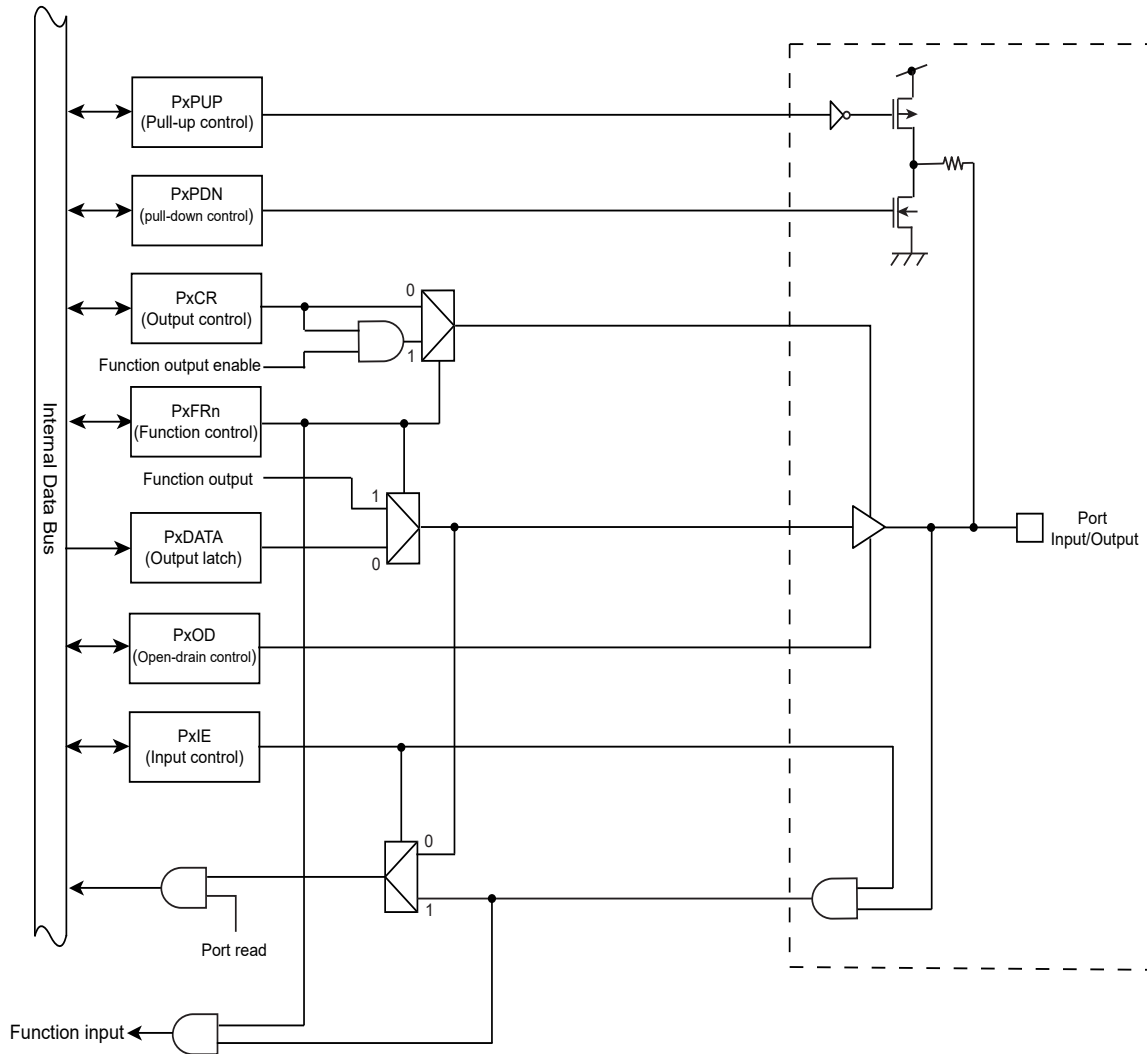 PxPUP
(Pull-up control)
PxPDN
(pull-down control)
PxCR
(Output control)
0
1
Function output enable
PxFRn
(Function control)
Internal Data Bus
Function output
1
0
PxDATA
(Output latch)
Port
Input/Output
PxOD
(Open-drain control)
PxIE
(Input control)
0
1
Port read
Function input